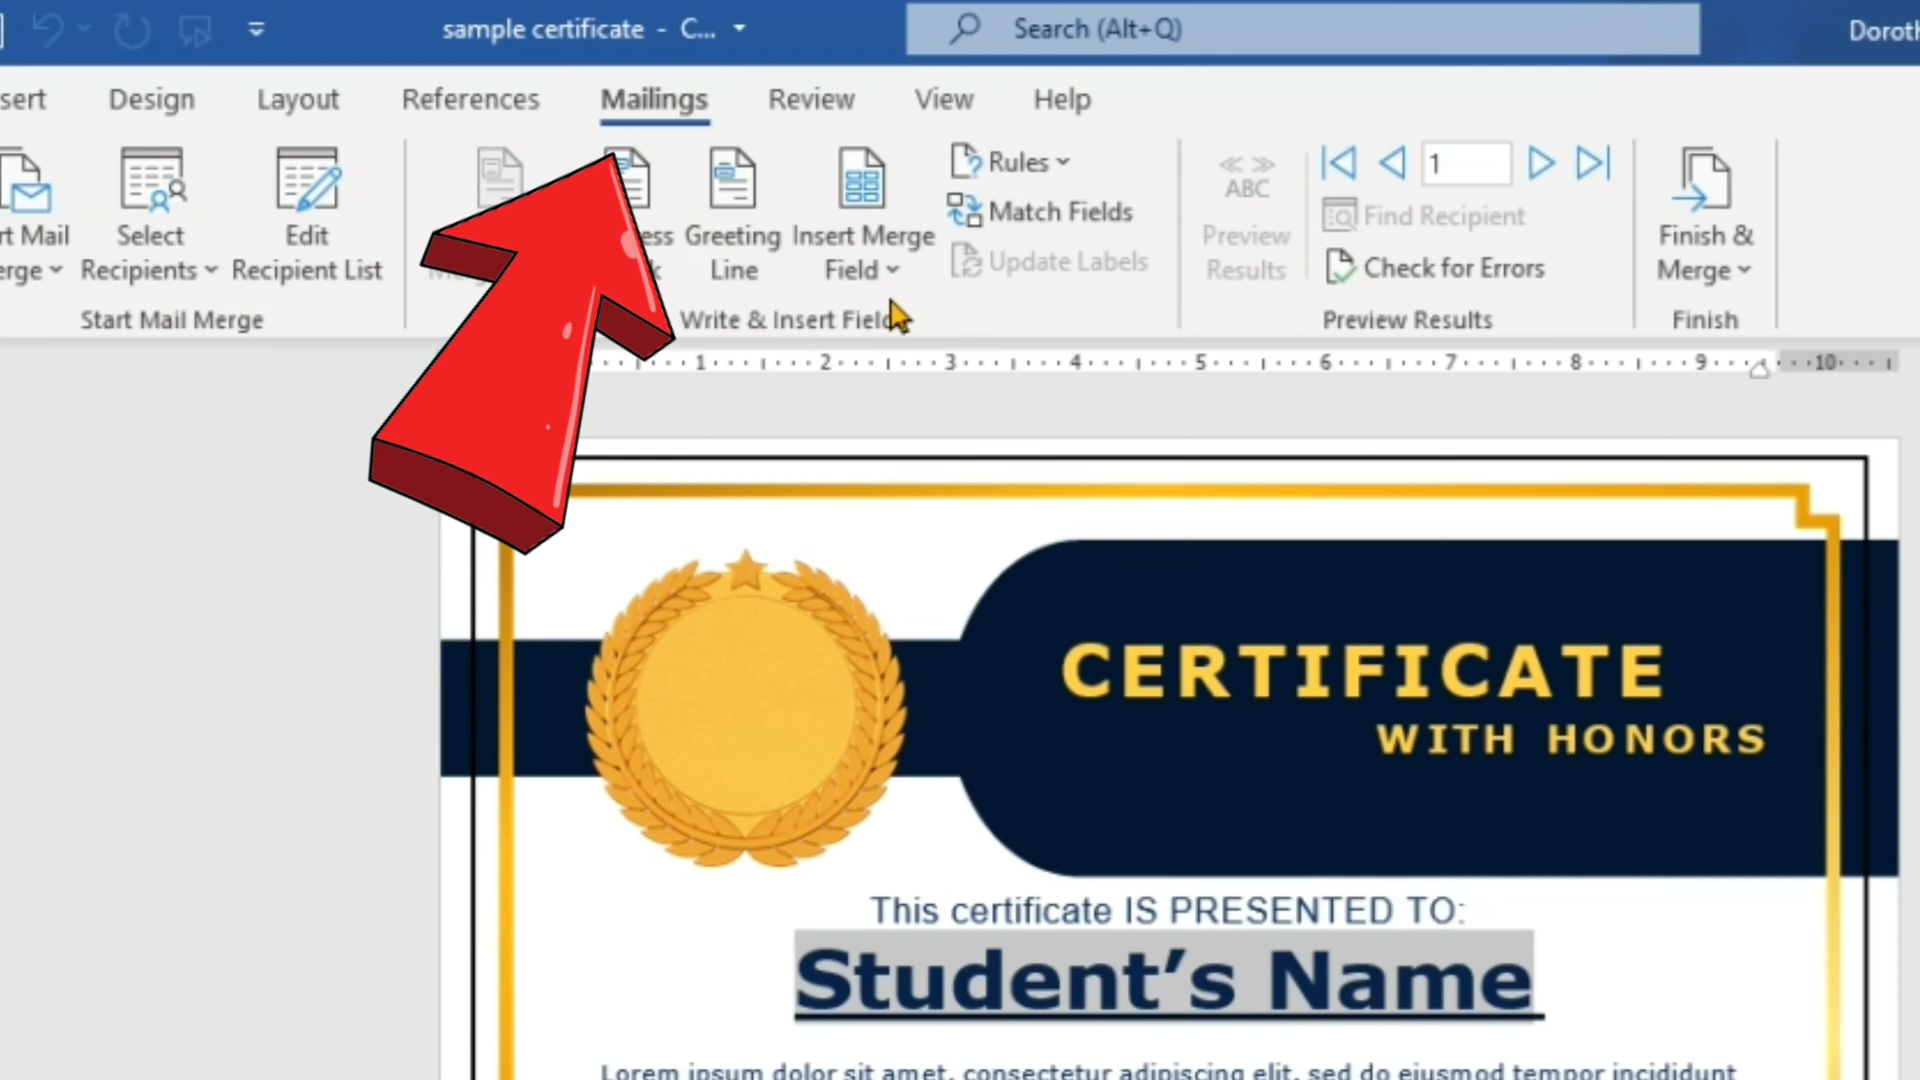 sample certificate - C...
Search (Alt+Q)
Doroth
sert Design Layout References Mailings Review View Help
rt Mail
erge
Select
Recipients
Edit
Recipient List
Start Mail Merge
ess
k
Greeting
Line
Insert Merge
Field
Rules
Match Fields
Update Labels
Write & Insert Field
ABC
Preview
Results
1
Find Recipient
Check for Errors
Preview Results
Finish &
Merge
Finish
1 2 3 4 5 6 7 8 9 10
CERTIFICATE
WITH HONORS
This certificate IS PRESENTED TO:
Student’s Name
Lorem ipsum dolor sit amet, consectetur adipiscing elit, sed do eiusmod tempor incididunt